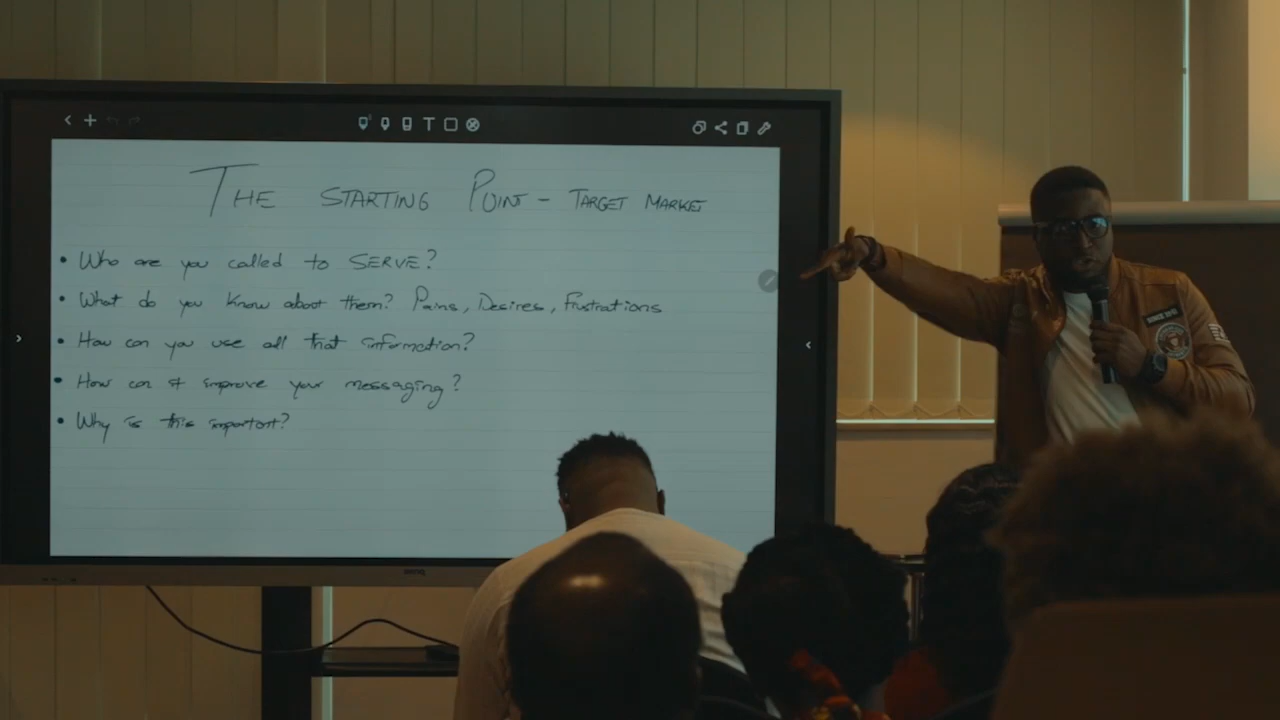 THE STARTING POINT - TARGET MARKET
• Who are you called to SERVE?
• What do you know about them? Pains, Desires, Frustrations
• How can you use all that information?
• How can it improve your messaging?
• Why is this important?
BenQ